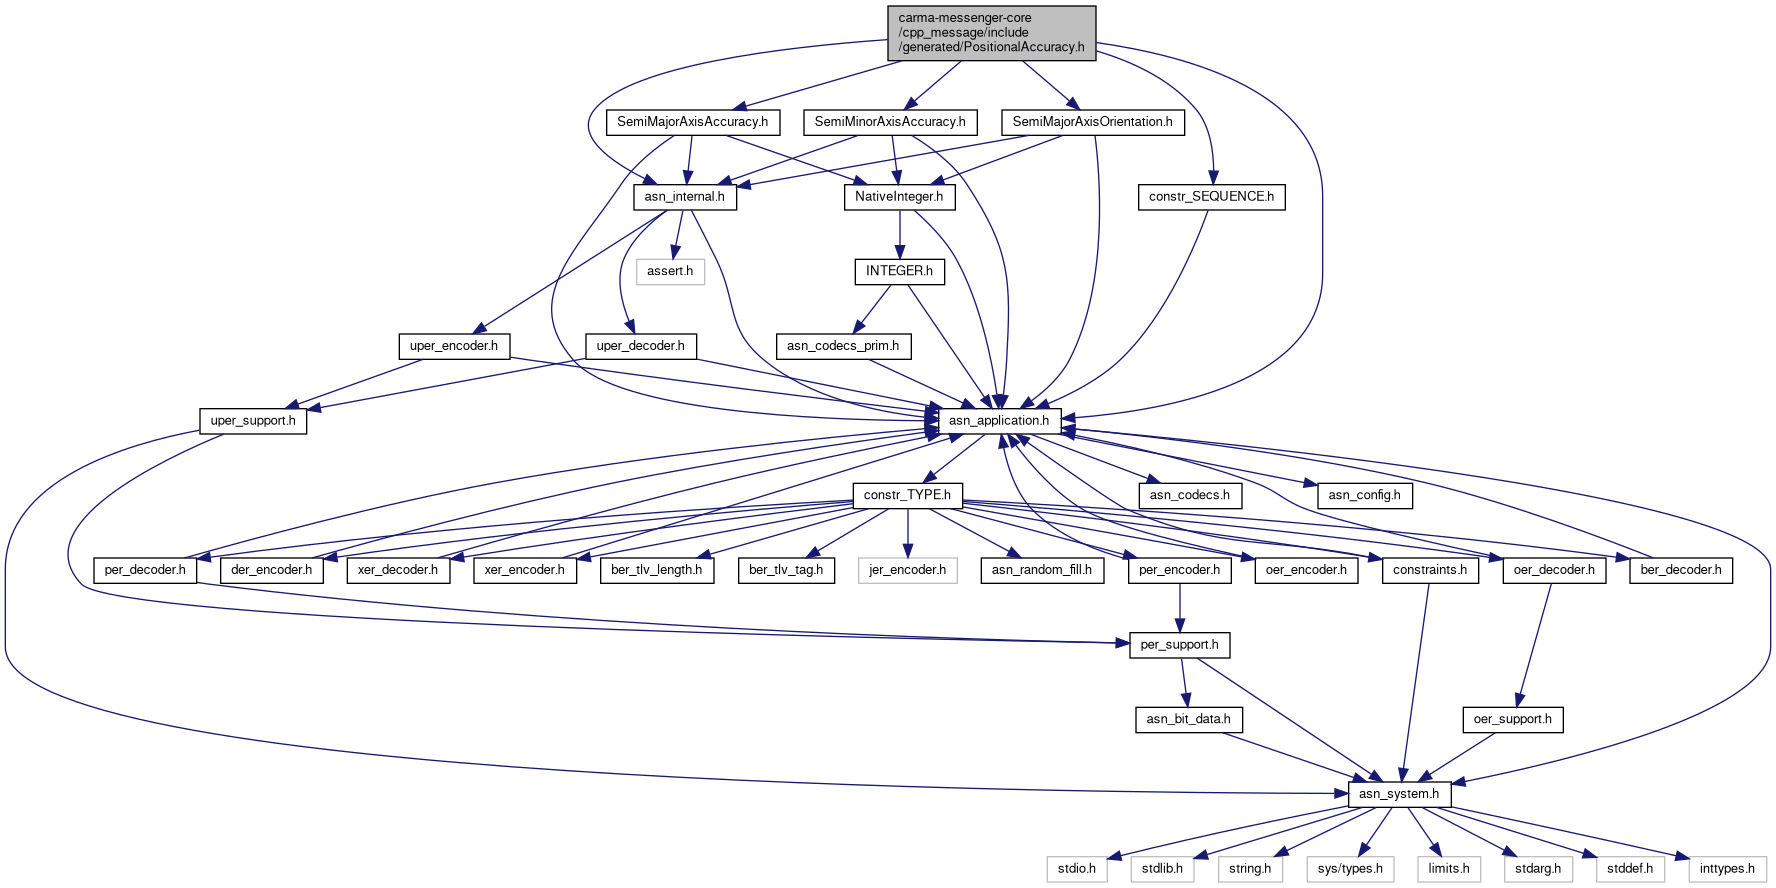 carma-messenger-core
/cpp_message/include
/generated/PositionalAccuracy.h
SemiMajorAxisAccuracy.h
SemiMinorAxisAccuracy.h
SemiMajorAxisOrientation.h
asn_internal.h
NativeInteger.h
constr_SEQUENCE.h
assert.h
INTEGER.h
uper_encoder.h
uper_decoder.h
asn_codecs_prim.h
uper_support.h
asn_application.h
constr_TYPE.h
asn_codecs.h
asn_config.h
per_decoder.h
der_encoder.h
xer_decoder.h
xer_encoder.h
ber_tlv_length.h
ber_tlv_tag.h
jer_encoder.h
asn_random_fill.h
per_encoder.h
oer_encoder.h
constraints.h
oer_decoder.h
ber_decoder.h
per_support.h
asn_bit_data.h
oer_support.h
asn_system.h
stdio.h
stdlib.h
string.h
sys/types.h
limits.h
stdarg.h
stddef.h
inttypes.h